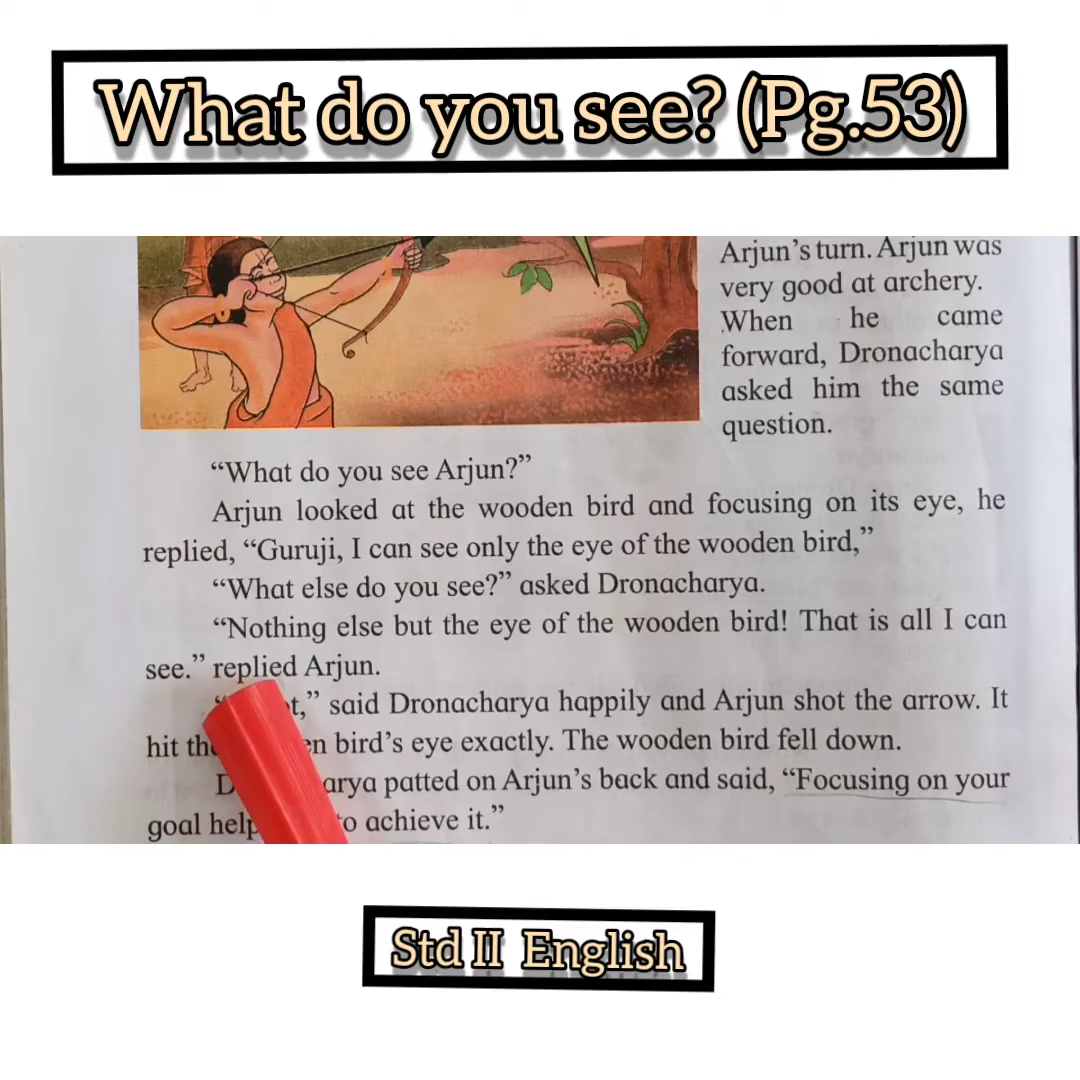 What do you see? (Pg.53)
Arjun's turn. Arjun was
very good at archery.
When he came
forward, Dronacharya
asked him the same
question.
“What do you see Arjun?”
Arjun looked at the wooden bird and focusing on its eye, he
replied, “Guruji, I can see only the eye of the wooden bird,”
“What else do you see?” asked Dronacharya.
“Nothing else but the eye of the wooden bird! That is all I can
see.” replied Arjun.
said Dronacharya happily and Arjun shot the arrow. It
hit bird's eye exactly. The wooden bird fell down.
patted on Arjun's back and said, “Focusing on your
goal to achieve it.”
Std II English